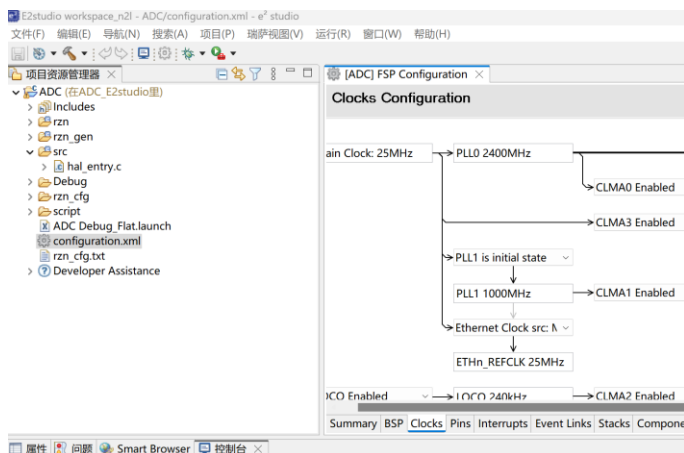 E2studio workspace_n2l - ADC/configuration.xml - e² studio
文件(F) 编辑(E) 导航(N) 搜索(A) 项目(P) 瑞萨视图(V) 运行(R) 窗口(W) 帮助(H)
项目资源管理器
ADC (在ADC_E2studio里)
Includes
rzn
rzn_gen
src
hal_entry.c
Debug
rzn_cfg
script
ADC Debug_Flat.launch
configuration.xml
rzn_cfg.txt
Developer Assistance
[ADC] FSP Configuration
Clocks Configuration
ain Clock: 25MHz
PLL0 2400MHz
CLMA0 Enabled
CLMA3 Enabled
PLL1 is initial state
PLL1 1000MHz
CLMA1 Enabled
Ethernet Clock src:
ETHn_REFCLK 25MHz
OCO Enabled
LOCO 240kHz
CLMA2 Enabled
Summary BSP Clocks Pins Interrupts Event Links Stacks Compone
属性 问题 Smart Browser 控制台